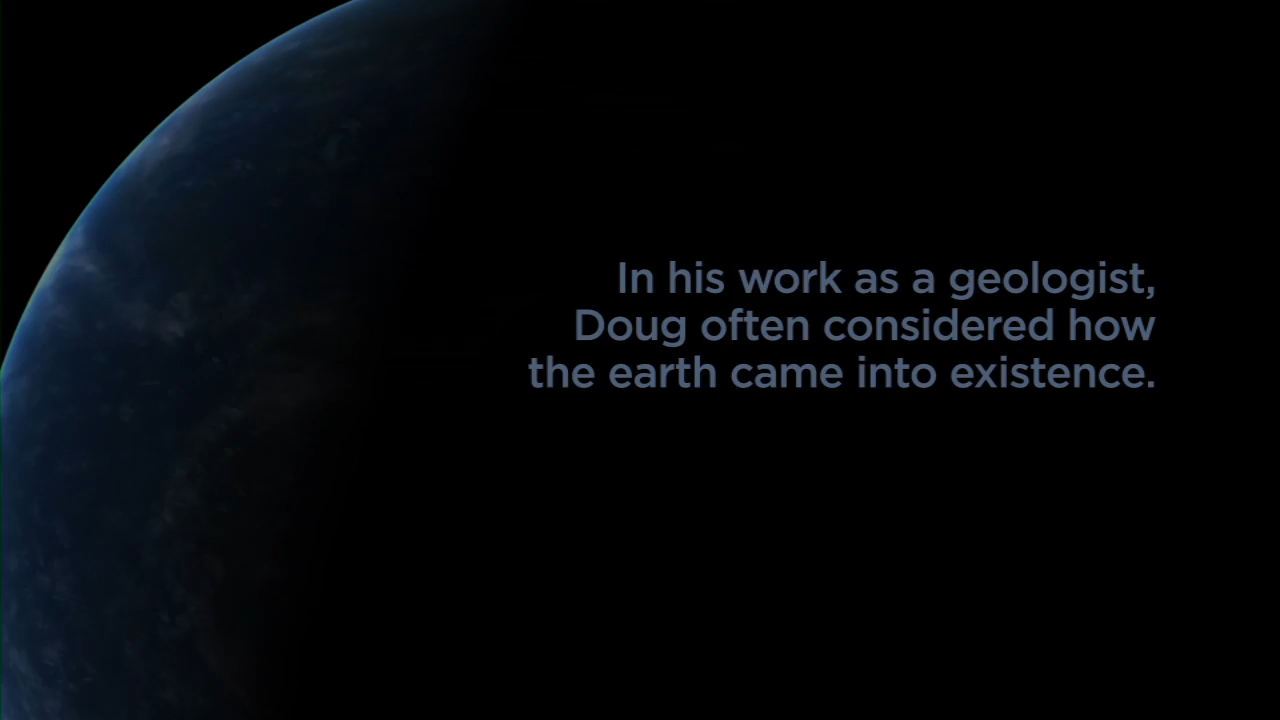 In his work as a geologist,
Doug often considered how
the earth came into existence.